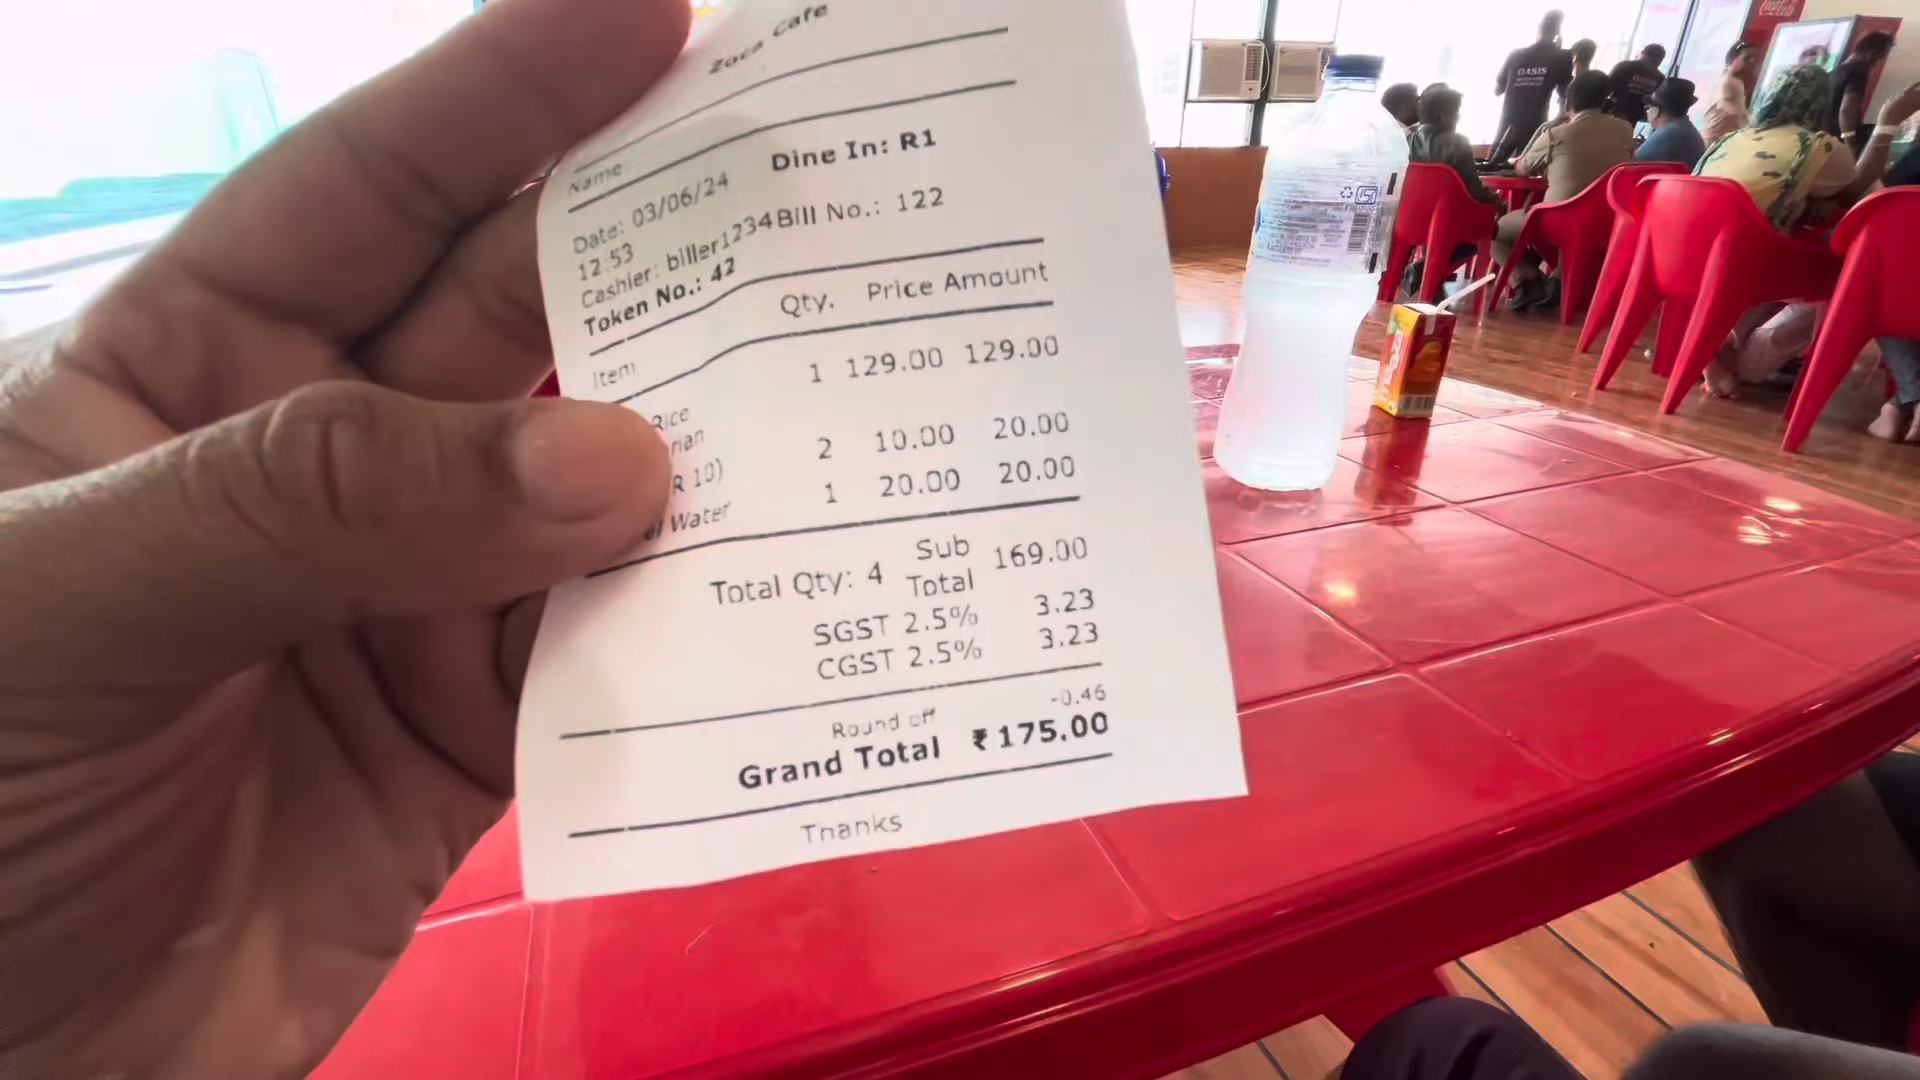 Zoca Cafe
Name
Dine In: R1
Date: 03/06/24
12:53
Cashier: biller1234 Bill No.: 122
Token No.: 42
Item Qty. Price Amount
1 129.00 129.00
Rice
2 10.00 20.00
R 10)
1 20.00 20.00
Water
Total Qty: 4 Sub Total 169.00
SGST 2.5% 3.23
CGST 2.5% 3.23
Round off -0.46
Grand Total ₹175.00
Thanks
OASIS
Coca-Cola